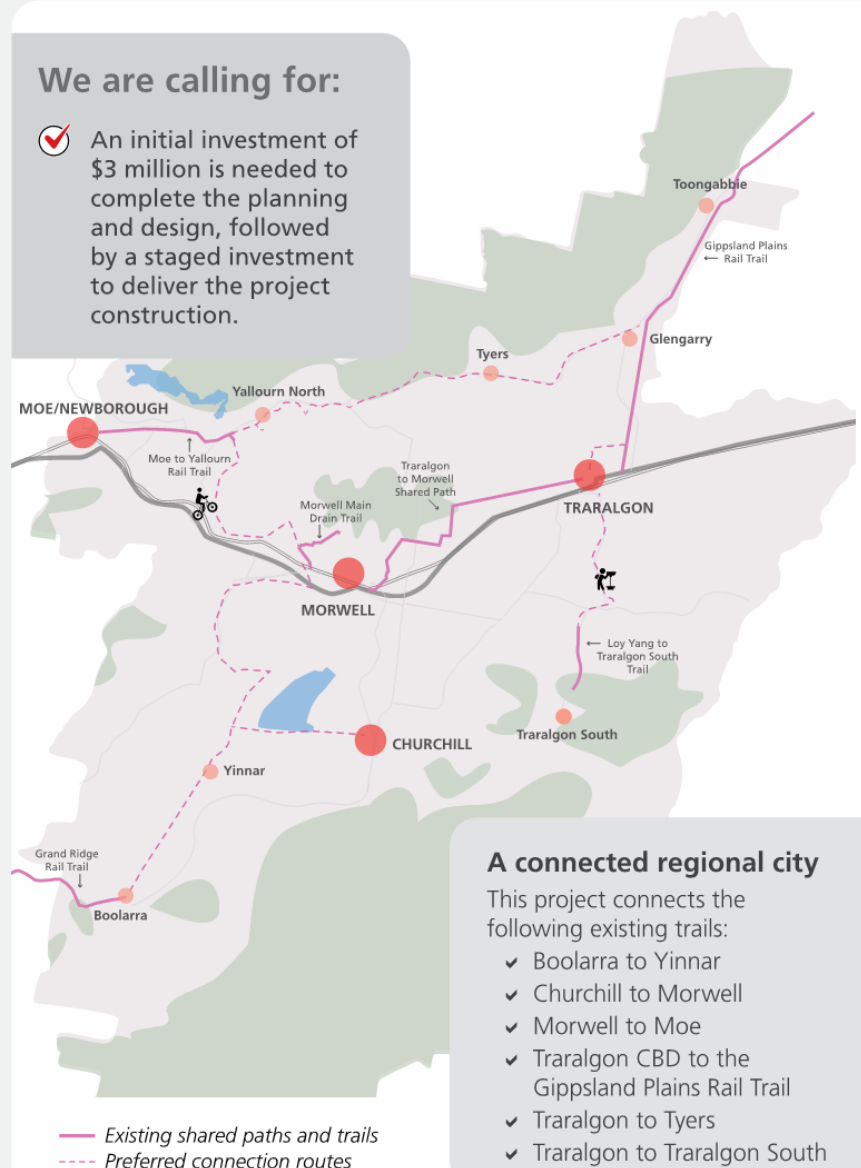 We are calling for:
An initial investment of
$3 million is needed to
complete the planning
and design, followed
by a staged investment
to deliver the project
construction.
Toongabbie
Gippsland Plains
← Rail Trail
Glengarry
Tyers
Yallourn North
MOE/NEWBOROUGH
Moe to Yallourn
Rail Trail
Traralgon
to Morwell
Shared Path
Morwell Main
Drain Trail
TRARALGON
MORWELL
← Loy Yang to
Traralgon South
Trail
Traralgon South
CHURCHILL
Yinnar
Grand Ridge
Rail Trail
Boolarra
A connected regional city
This project connects the
following existing trails:
Boolarra to Yinnar
Churchill to Morwell
Morwell to Moe
Traralgon CBD to the
Gippsland Plains Rail Trail
Traralgon to Tyers
Traralgon to Traralgon South
Existing shared paths and trails
Preferred connection routes